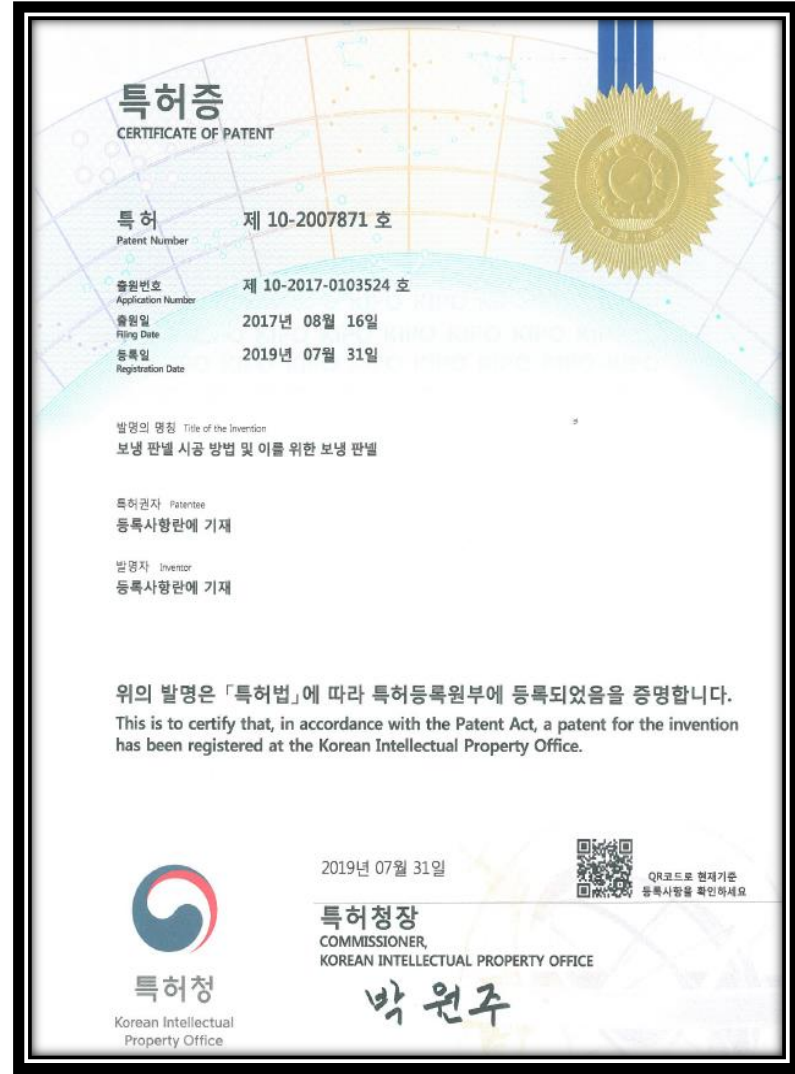 특허증
CERTIFICATE OF PATENT
특 허 제 10-2007871 호
Patent Number
출원번호 제 10-2017-0103524 호
Application Number
출원일 2017년 08월 16일
Filing Date
등록일 2019년 07월 31일
Registration Date
발명의 명칭 Title of the Invention
보냉 판넬 시공 방법 및 이를 위한 보냉 판넬
특허권자 Patentee
등록사항란에 기재
발명자 Inventor
등록사항란에 기재
위의 발명은 「특허법」에 따라 특허등록원부에 등록되었음을 증명합니다.
This is to certify that, in accordance with the Patent Act, a patent for the invention
has been registered at the Korean Intellectual Property Office.
2019년 07월 31일
QR코드로 현재기준
등록사항을 확인하세요
특허청장
COMMISSIONER,
KOREAN INTELLECTUAL PROPERTY OFFICE
박원주
특허청
Korean Intellectual
Property Office